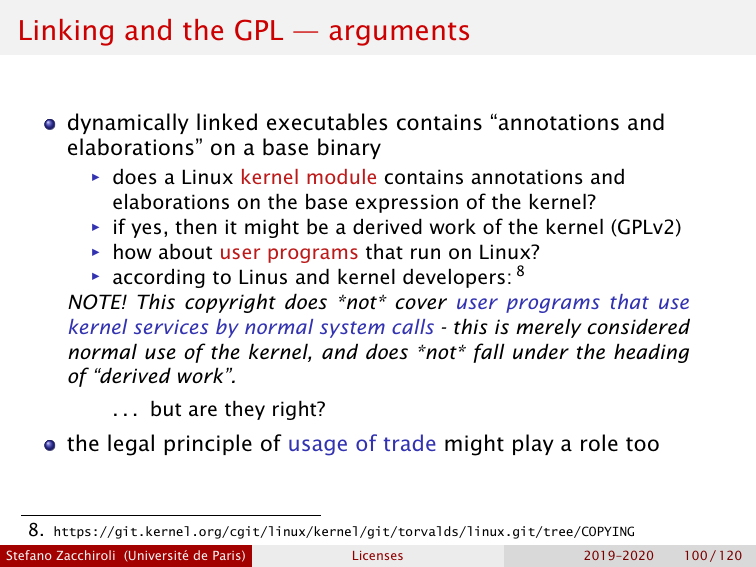 Linking and the GPL — arguments
dynamically linked executables contains “annotations and
elaborations” on a base binary
does a Linux kernel module contains annotations and
elaborations on the base expression of the kernel?
if yes, then it might be a derived work of the kernel (GPLv2)
how about user programs that run on Linux?
according to Linus and kernel developers: 8
NOTE! This copyright does *not* cover user programs that use
kernel services by normal system calls - this is merely considered
normal use of the kernel, and does *not* fall under the heading
of “derived work”.
... but are they right?
the legal principle of usage of trade might play a role too
8. https://git.kernel.org/cgit/linux/kernel/git/torvalds/linux.git/tree/COPYING
Stefano Zacchiroli (Université de Paris) Licenses 2019–2020 100 / 120